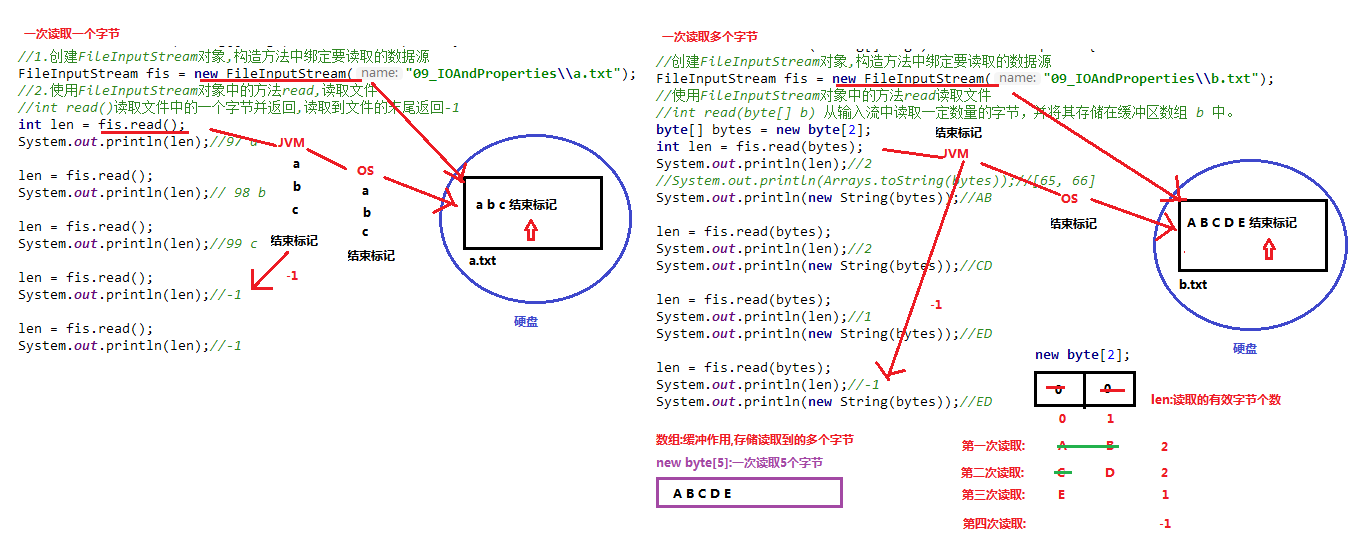 一次读取一个字节
//1.创建FileInputStream对象,构造方法中绑定要读取的数据源
FileInputStream fis = new FileInputStream( name: "09_IOAndProperties\\a.txt");
//2.使用FileInputStream对象中的方法read,读取文件
//int read()读取文件中的一个字节并返回,读取到文件的末尾返回-1
int len = fis.read();
System.out.println(len);//97 a
len = fis.read();
System.out.println(len);// 98 b
len = fis.read();
System.out.println(len);//99 c
len = fis.read();
System.out.println(len);//-1
len = fis.read();
System.out.println(len);//-1
JVM
a
b
c
结束标记
-1
OS
a
b
c
结束标记
a b c 结束标记
a.txt
硬盘
一次读取多个字节
//创建FileInputStream对象,构造方法中绑定要读取的数据源
FileInputStream fis = new FileInputStream( name: "09_IOAndProperties\\b.txt");
//使用FileInputStream对象中的方法read读取文件
//int read(byte[] b) 从输入流中读取一定数量的字节，并将其存储在缓冲区数组 b 中。
byte[] bytes = new byte[2];
int len = fis.read(bytes);
System.out.println(len);//2
//System.out.println(Arrays.toString(bytes));//[65, 66]
System.out.println(new String(bytes));//AB
len = fis.read(bytes);
System.out.println(len);//2
System.out.println(new String(bytes));//CD
len = fis.read(bytes);
System.out.println(len);//1
System.out.println(new String(bytes));//ED
len = fis.read(bytes);
System.out.println(len);//-1
System.out.println(new String(bytes));//ED
结束标记
JVM
-1
OS
结束标记
A B C D E 结束标记
b.txt
硬盘
new byte[2];
0 0
len:读取的有效字节个数
0 1
第一次读取: A B 2
第二次读取: C D 2
第三次读取: E 1
第四次读取: -1
数组:缓冲作用,存储读取到的多个字节
new byte[5]:一次读取5个字节
A B C D E